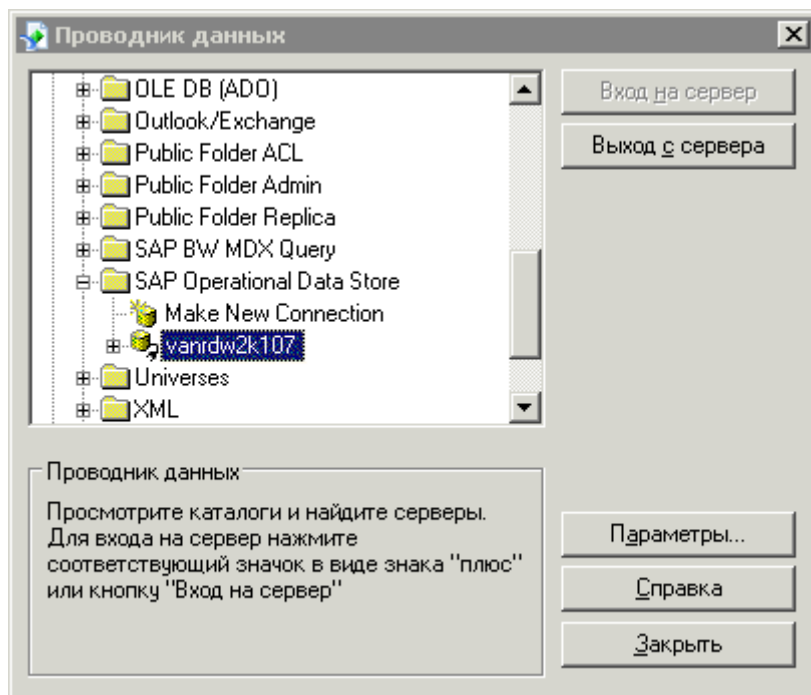 Проводник данных
OLE DB (ADO)
Outlook/Exchange
Public Folder ACL
Public Folder Admin
Public Folder Replica
SAP BW MDX Query
SAP Operational Data Store
Make New Connection
vanrdw2k107
Universes
XML
Вход на сервер
Выход с сервера
Проводник данных
Просмотрите каталоги и найдите серверы.
Для входа на сервер нажмите
соответствующий значок в виде знака "плюс"
или кнопку "Вход на сервер"
Параметры...
Справка
Закрыть